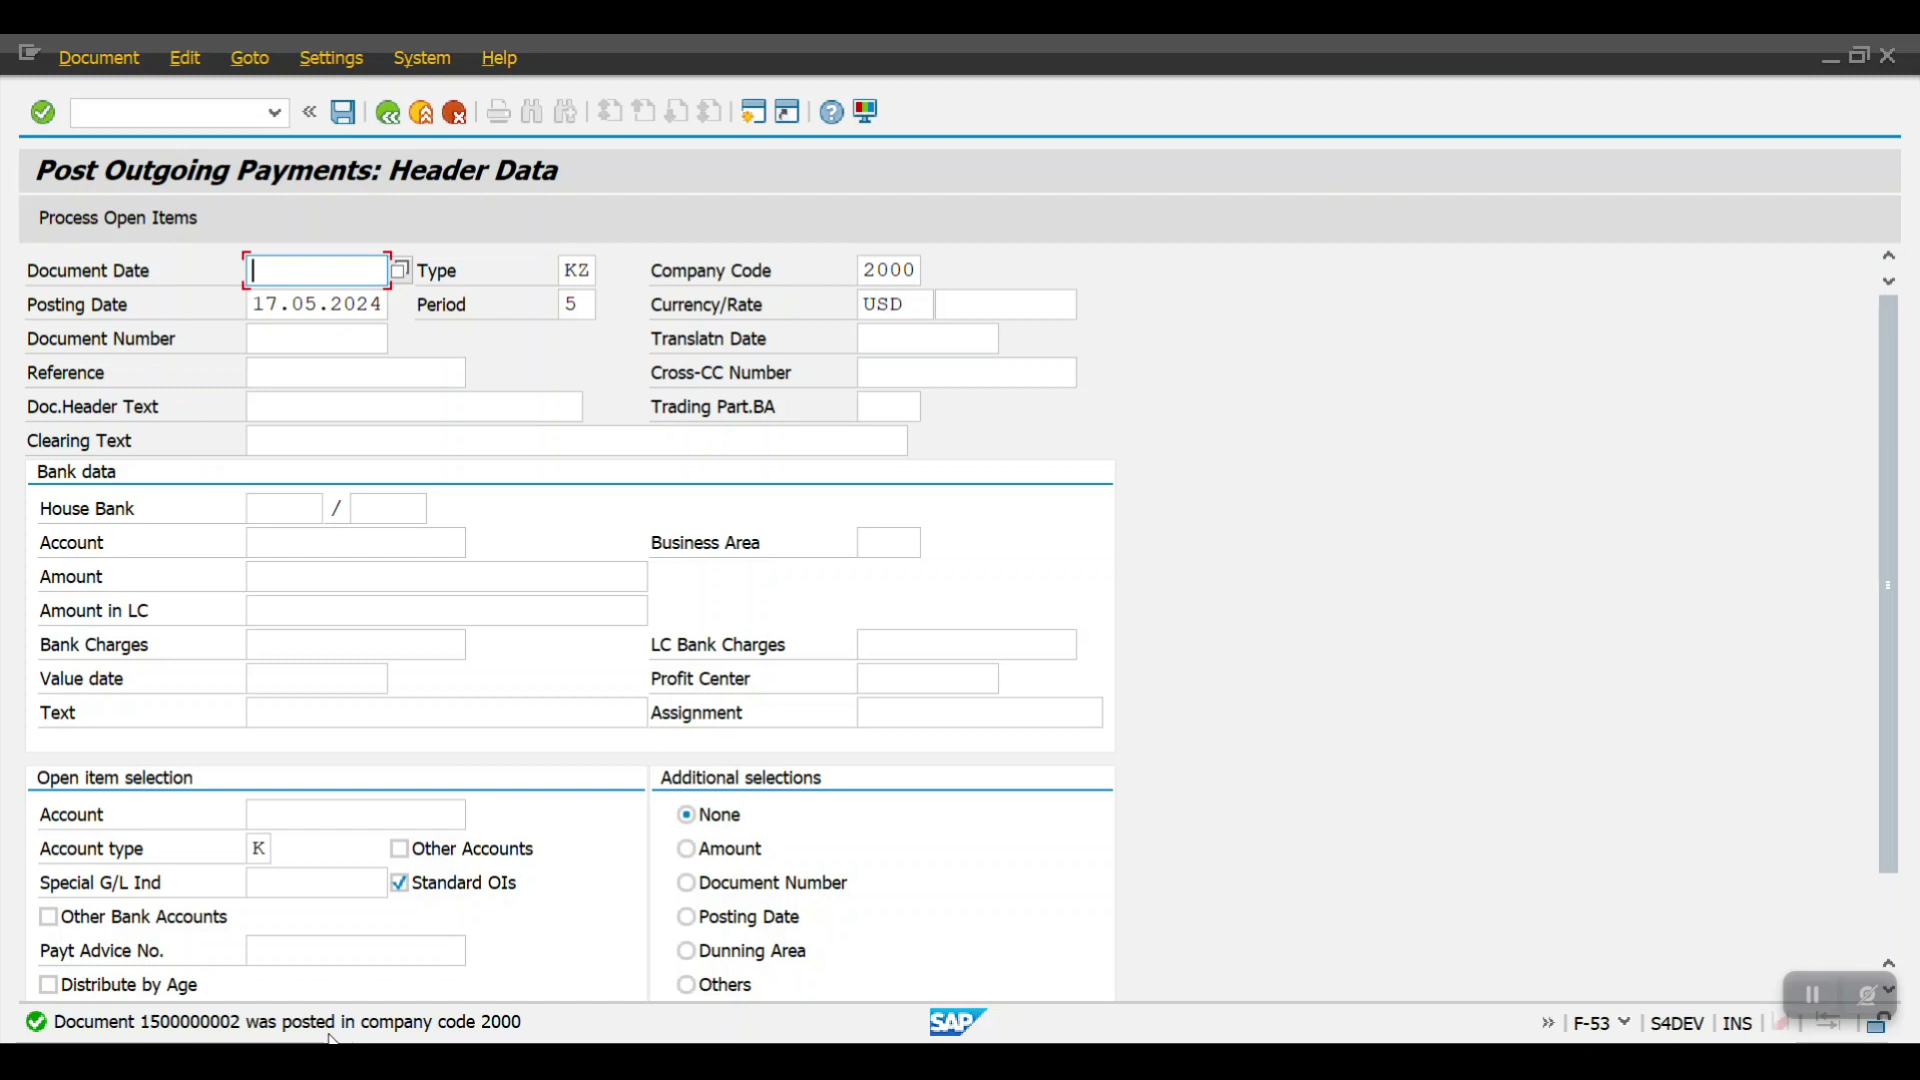 Document Edit Goto Settings System Help
Post Outgoing Payments: Header Data
Process Open Items
Document Date Type KZ Company Code 2000
Posting Date 17.05.2024 Period 5 Currency/Rate USD
Document Number Translatn Date
Reference Cross-CC Number
Doc.Header Text Trading Part.BA
Clearing Text
Bank data
House Bank /
Account Business Area
Amount
Amount in LC
Bank Charges LC Bank Charges
Value date Profit Center
Text Assignment
Open item selection Additional selections
Account None
Account type K Other Accounts Amount
Special G/L Ind Standard OIs Document Number
Other Bank Accounts Posting Date
Payt Advice No. Dunning Area
Distribute by Age Others
Document 1500000002 was posted in company code 2000 SAP F-53 S4DEV INS